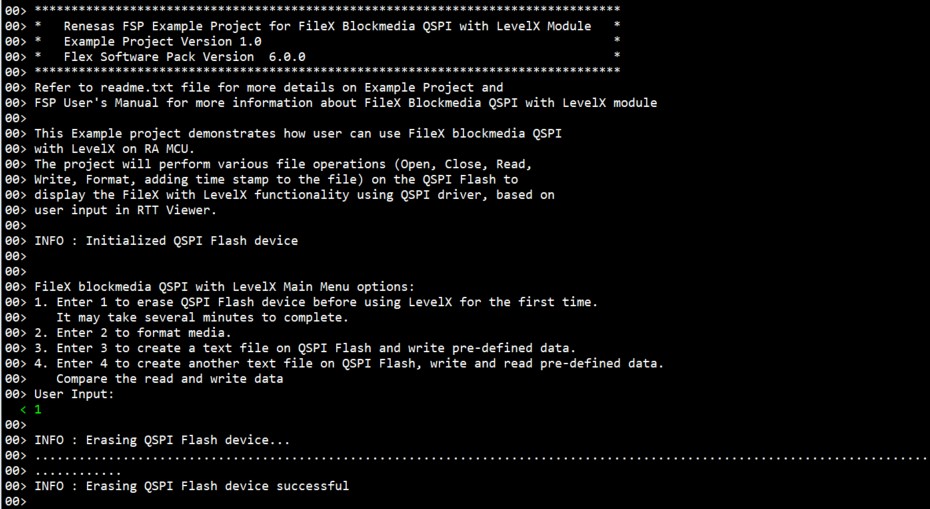 00> ********************************************************************************
00> *   Renesas FSP Example Project for FileX Blockmedia QSPI with LevelX Module   *
00> *   Example Project Version 1.0                                                *
00> *   Flex Software Pack Version  6.0.0                                          *
00> ********************************************************************************
00> Refer to readme.txt file for more details on Example Project and
00> FSP User's Manual for more information about FileX Blockmedia QSPI with LevelX module
00>
00> This Example project demonstrates how user can use FileX blockmedia QSPI
00> with LevelX on RA MCU.
00> The project will perform various file operations (Open, Close, Read,
00> Write, Format, adding time stamp to the file) on the QSPI Flash to
00> display the FileX with LevelX functionality using QSPI driver, based on
00> user input in RTT Viewer.
00>
00> INFO : Initialized QSPI Flash device
00>
00>
00> FileX blockmedia QSPI with LevelX Main Menu options:
00> 1. Enter 1 to erase QSPI Flash device before using LevelX for the first time.
00>    It may take several minutes to complete.
00> 2. Enter 2 to format media.
00> 3. Enter 3 to create a text file on QSPI Flash and write pre-defined data.
00> 4. Enter 4 to create another text file on QSPI Flash, write and read pre-defined data.
00>    Compare the read and write data
00> User Input:
  < 1
00>
00> INFO : Erasing QSPI Flash device...
00> ..........................................................................................................................
00> ............
00> INFO : Erasing QSPI Flash device successful
00>